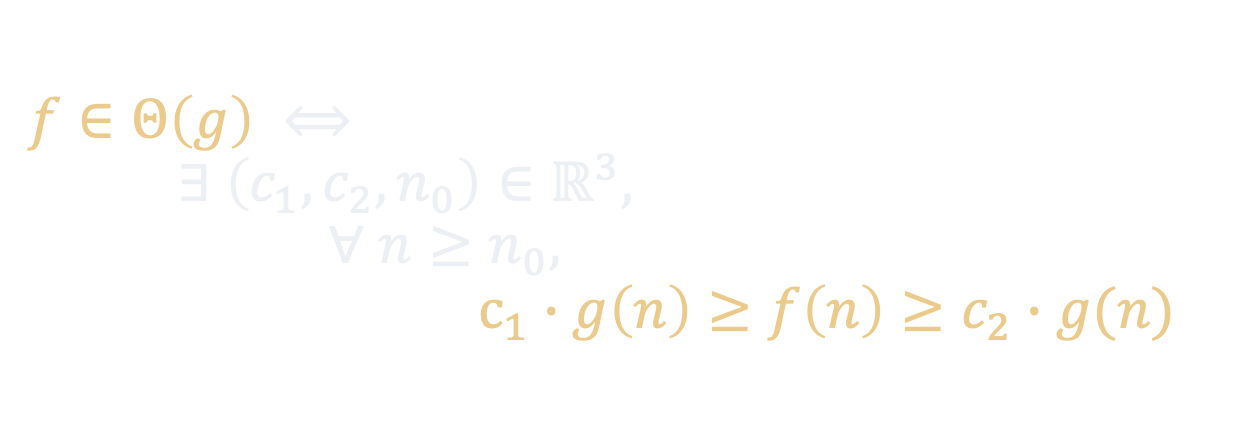 f ∈ Θ(g) ⇔
∃ (c₁, c₂, n₀) ∈ ℝ³,
∀ n ≥ n₀,
c₁ · g(n) ≥ f(n) ≥ c₂ · g(n)